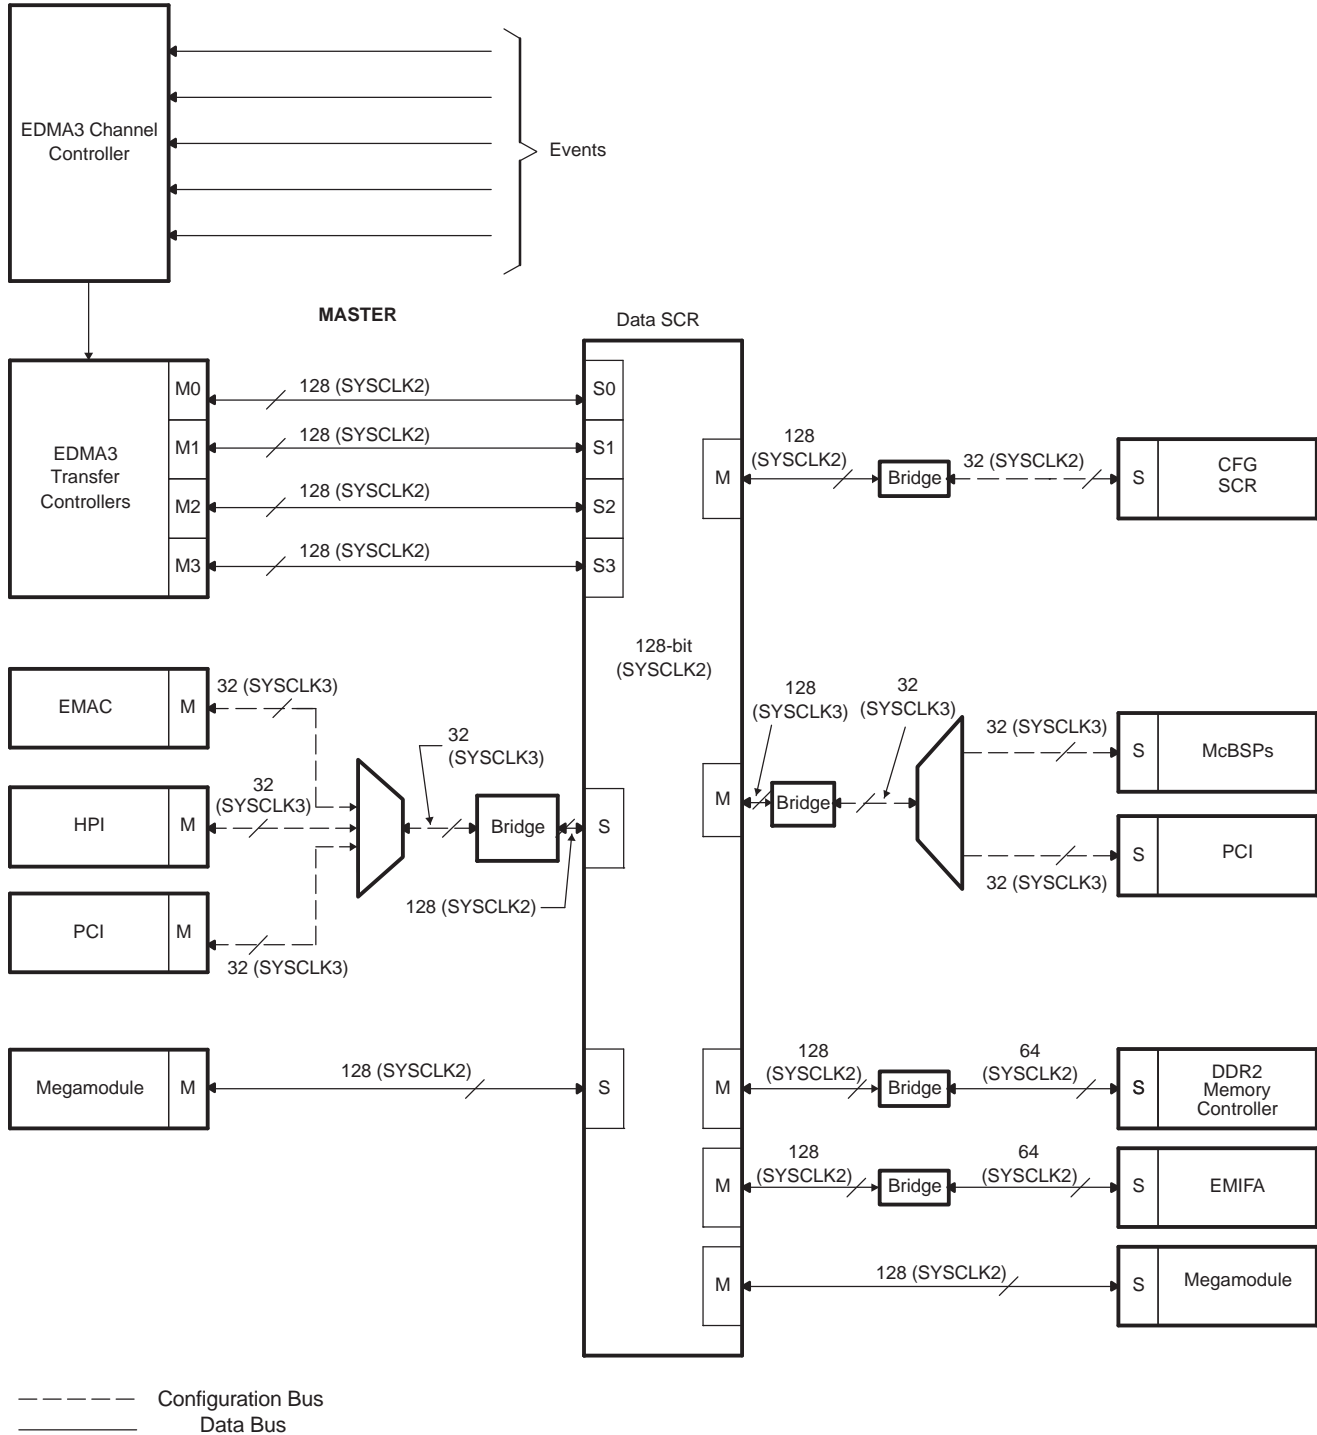 EDMA3 Channel
Controller
Events
MASTER
Data SCR
EDMA3
Transfer
Controllers
M0
128 (SYSCLK2)
S0
M1
128 (SYSCLK2)
S1
M2
128 (SYSCLK2)
S2
M3
128 (SYSCLK2)
S3
M
128
(SYSCLK2)
Bridge
32 (SYSCLK2)
S
CFG
SCR
128-bit
(SYSCLK2)
EMAC
M
32 (SYSCLK3)
HPI
M
32
(SYSCLK3)
PCI
M
32 (SYSCLK3)
32
(SYSCLK3)
Bridge
128 (SYSCLK2)
S
M
128
(SYSCLK3)
Bridge
32
(SYSCLK3)
32 (SYSCLK3)
S
McBSPs
32 (SYSCLK3)
S
PCI
Megamodule
M
128 (SYSCLK2)
S
M
128
(SYSCLK2)
Bridge
64
(SYSCLK2)
S
DDR2
Memory
Controller
M
128
(SYSCLK2)
Bridge
64
(SYSCLK2)
S
EMIFA
M
128 (SYSCLK2)
S
Megamodule
Configuration Bus
Data Bus